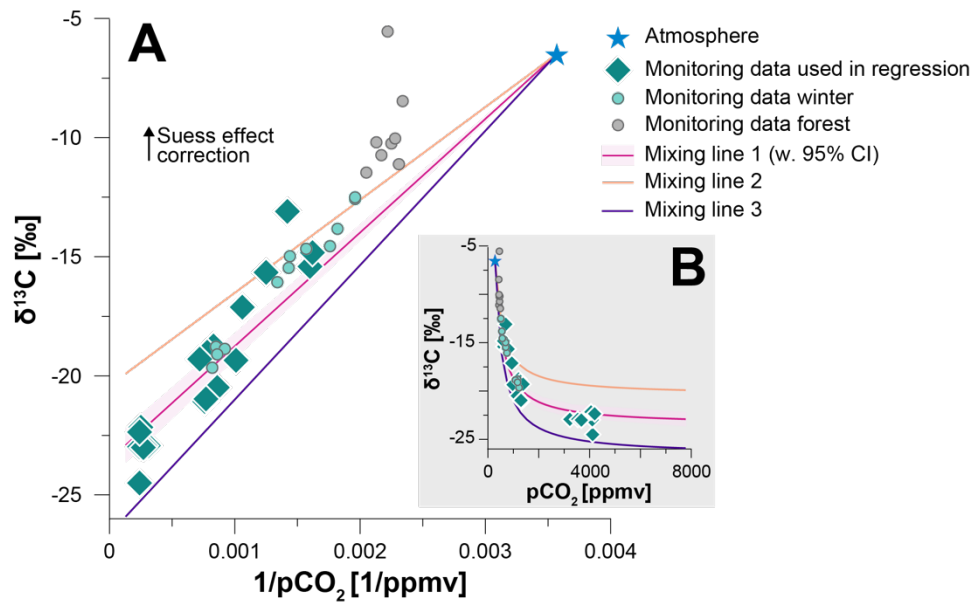 A
-5
-10
-15
-20
-25
δ¹³C [‰]
0
0.001
0.002
0.003
0.004
1/pCO₂ [1/ppmv]
Suess effect
correction
Atmosphere
Monitoring data used in regression
Monitoring data winter
Monitoring data forest
Mixing line 1 (w. 95% CI)
Mixing line 2
Mixing line 3
B
-5
-15
-25
δ¹³C [‰]
0
4000
8000
pCO₂ [ppmv]